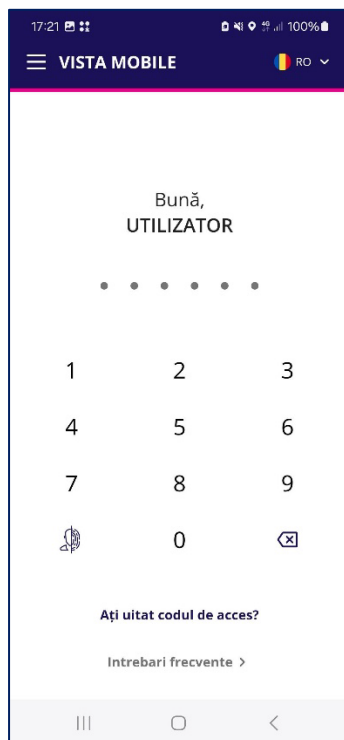 17:21 100%
VISTA MOBILE RO
Bună,
UTILIZATOR
1 2 3
4 5 6
7 8 9
0
Ați uitat codul de acces?
Intrebari frecvente >